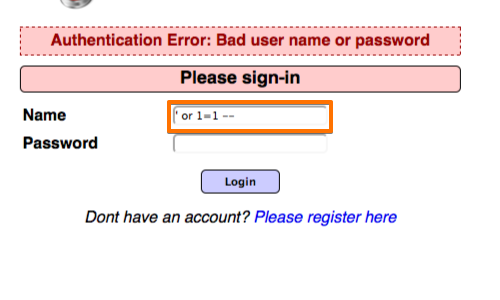 Authentication Error: Bad user name or password
Please sign-in
Name ' or 1=1 --
Password
Login
Dont have an account? Please register here